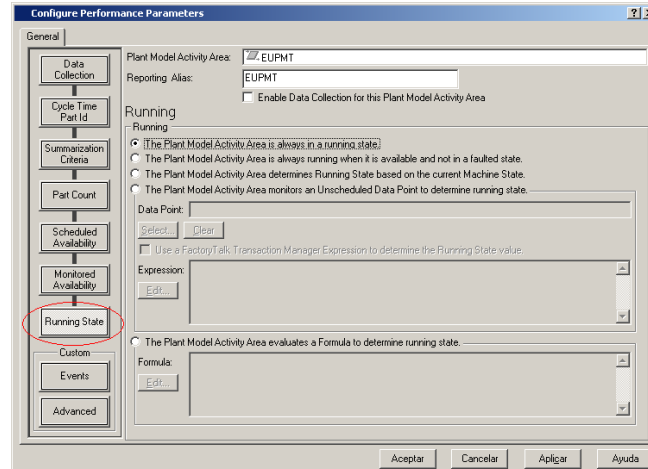 Configure Performance Parameters
General
Data
Collection
Cycle Time
Part Id
Summarization
Criteria
Part Count
Scheduled
Availability
Monitored
Availability
Running State
Custom
Events
Advanced
Plant Model Activity Area: EUPMT
Reporting Alias: EUPMT
Enable Data Collection for this Plant Model Activity Area
Running
Running
The Plant Model Activity Area is always in a running state.
The Plant Model Activity Area is always running when it is available and not in a faulted state.
The Plant Model Activity Area determines Running State based on the current Machine State.
The Plant Model Activity Area monitors an Unscheduled Data Point to determine running state.
Data Point:
Select... Clear
Use a FactoryTalk Transaction Manager Expression to determine the Running State value.
Expression:
Edit...
The Plant Model Activity Area evaluates a Formula to determine running state.
Formula:
Edit...
Aceptar Cancelar Aplicar Ayuda